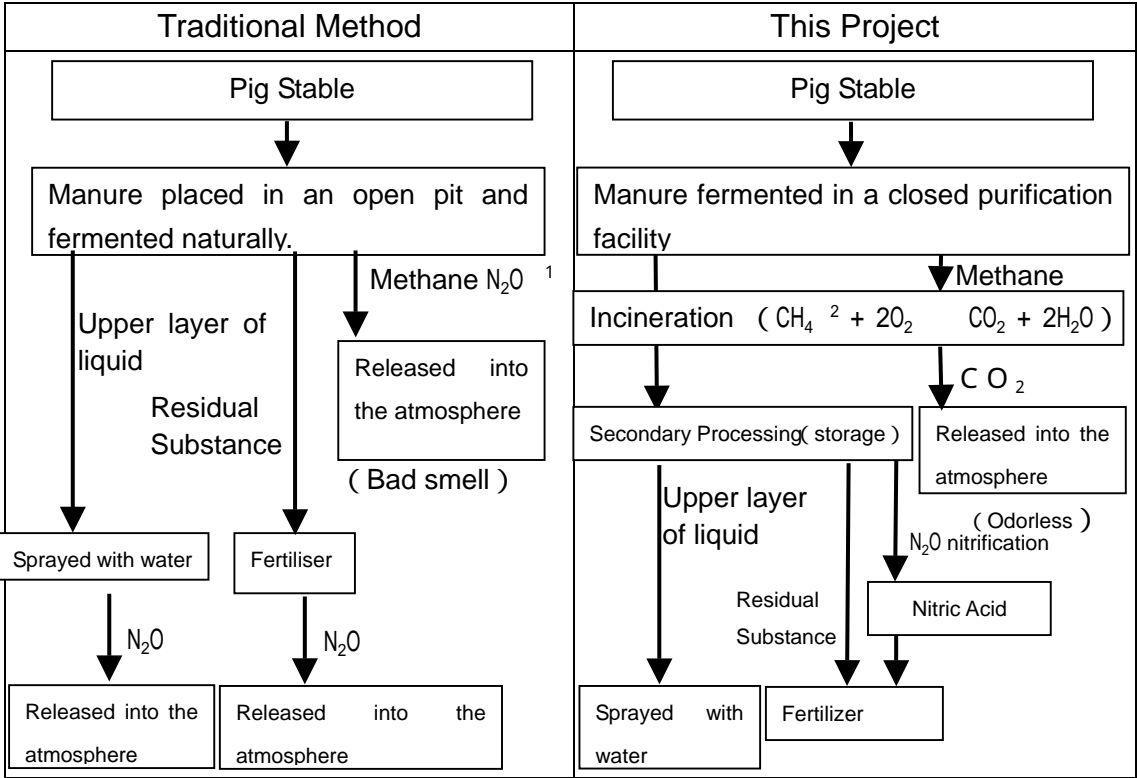 Traditional Method
Pig Stable
Manure placed in an open pit and
fermented naturally.
Methane N₂O ¹
Upper layer of
liquid
Released into
the atmosphere
Residual
Substance
( Bad smell )
Sprayed with water
Fertiliser
N₂O
N₂O
Released into the
atmosphere
Released into the
atmosphere
This Project
Pig Stable
Manure fermented in a closed purification
facility
Methane
Incineration ( CH₄ ² + 2O₂ CO₂ + 2H₂O )
CO₂
Secondary Processing( storage )
Released into the
atmosphere
Upper layer
of liquid
( Odorless )
N₂O nitrification
Nitric Acid
Residual
Substance
Sprayed with
water
Fertilizer